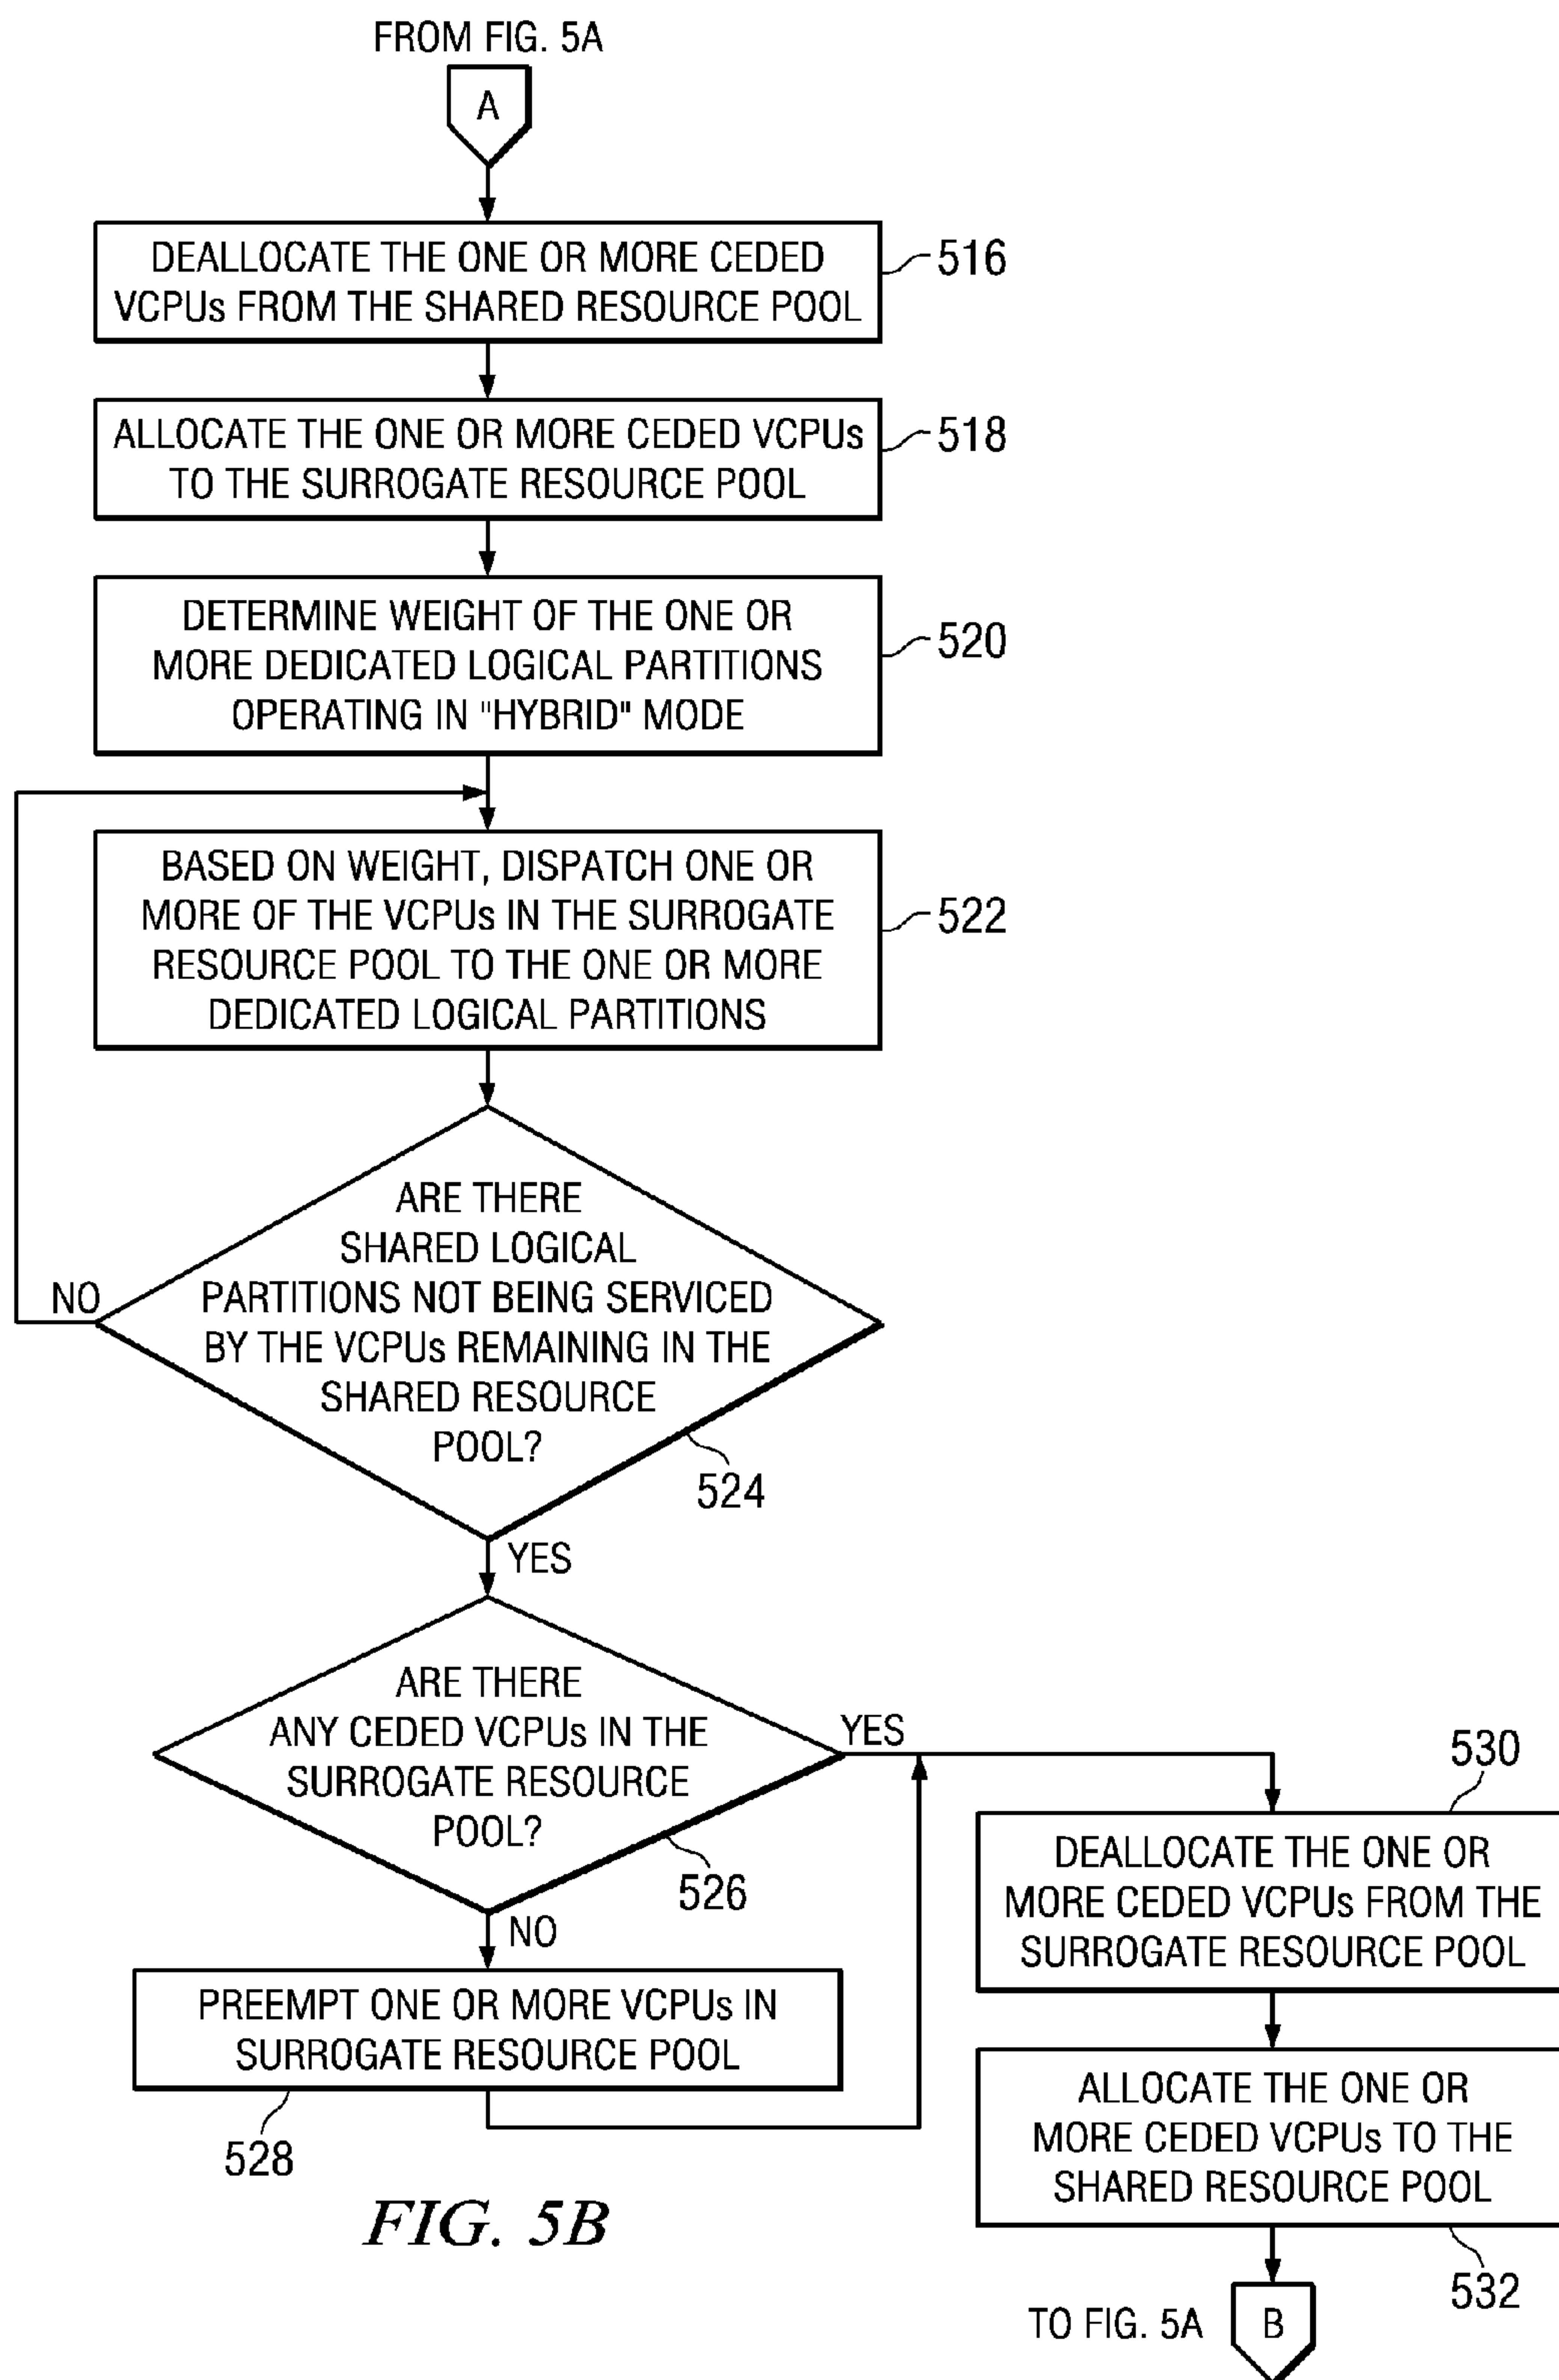 FROM FIG. 5A
A
DEALLOCATE THE ONE OR MORE CEDED
VCPUs FROM THE SHARED RESOURCE POOL
516
ALLOCATE THE ONE OR MORE CEDED VCPUs
TO THE SURROGATE RESOURCE POOL
518
DETERMINE WEIGHT OF THE ONE OR
MORE DEDICATED LOGICAL PARTITIONS
OPERATING IN "HYBRID" MODE
520
BASED ON WEIGHT, DISPATCH ONE OR
MORE OF THE VCPUs IN THE SURROGATE
RESOURCE POOL TO THE ONE OR MORE
DEDICATED LOGICAL PARTITIONS
522
ARE THERE
SHARED LOGICAL
PARTITIONS NOT BEING SERVICED
BY THE VCPUs REMAINING IN THE
SHARED RESOURCE
POOL?
NO
524
YES
ARE THERE
ANY CEDED VCPUs IN THE
SURROGATE RESOURCE
POOL?
YES
526
NO
PREEMPT ONE OR MORE VCPUs IN
SURROGATE RESOURCE POOL
528
530
DEALLOCATE THE ONE OR
MORE CEDED VCPUs FROM THE
SURROGATE RESOURCE POOL
ALLOCATE THE ONE OR
MORE CEDED VCPUs TO THE
SHARED RESOURCE POOL
532
TO FIG. 5A
B
FIG. 5B